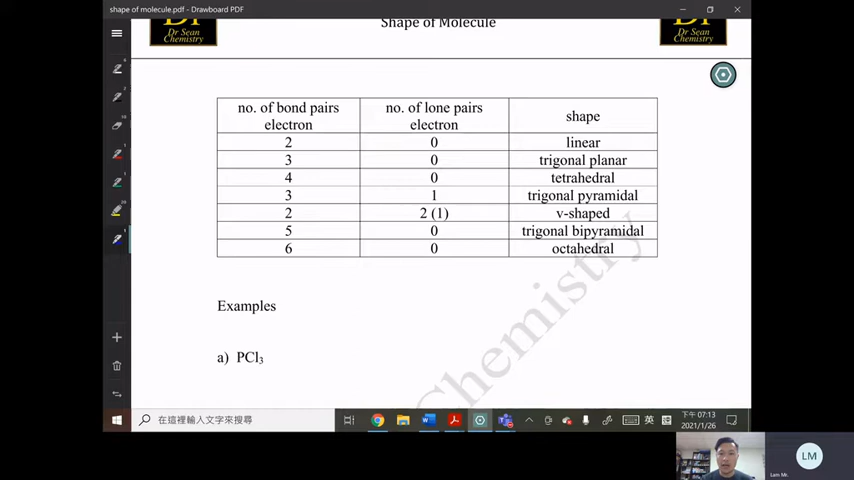 shape of molecule.pdf - Drawboard PDF
Shape of Molecule
Dr Sean
Chemistry
Dr Sean
Chemistry
no. of bond pairs electron no. of lone pairs electron shape
2 0 linear
3 0 trigonal planar
4 0 tetrahedral
3 1 trigonal pyramidal
2 2 (1) v-shaped
5 0 trigonal bipyramidal
6 0 octahedral
Examples
a) PCl₃
Chemistry
在這裡輸入文字來搜尋
英
下午 07:13
2021/1/26
LM
Lam Mr.